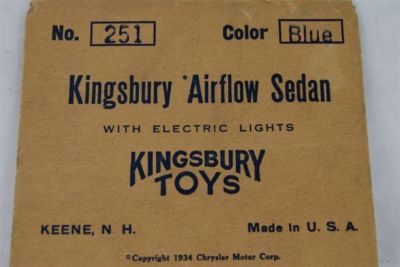 No. 251 Color Blue
Kingsbury Airflow Sedan
WITH ELECTRIC LIGHTS
KINGSBURY
TOYS
KEENE, N. H. Made in U. S. A.
©Copyright 1934 Chrysler Motor Corp.